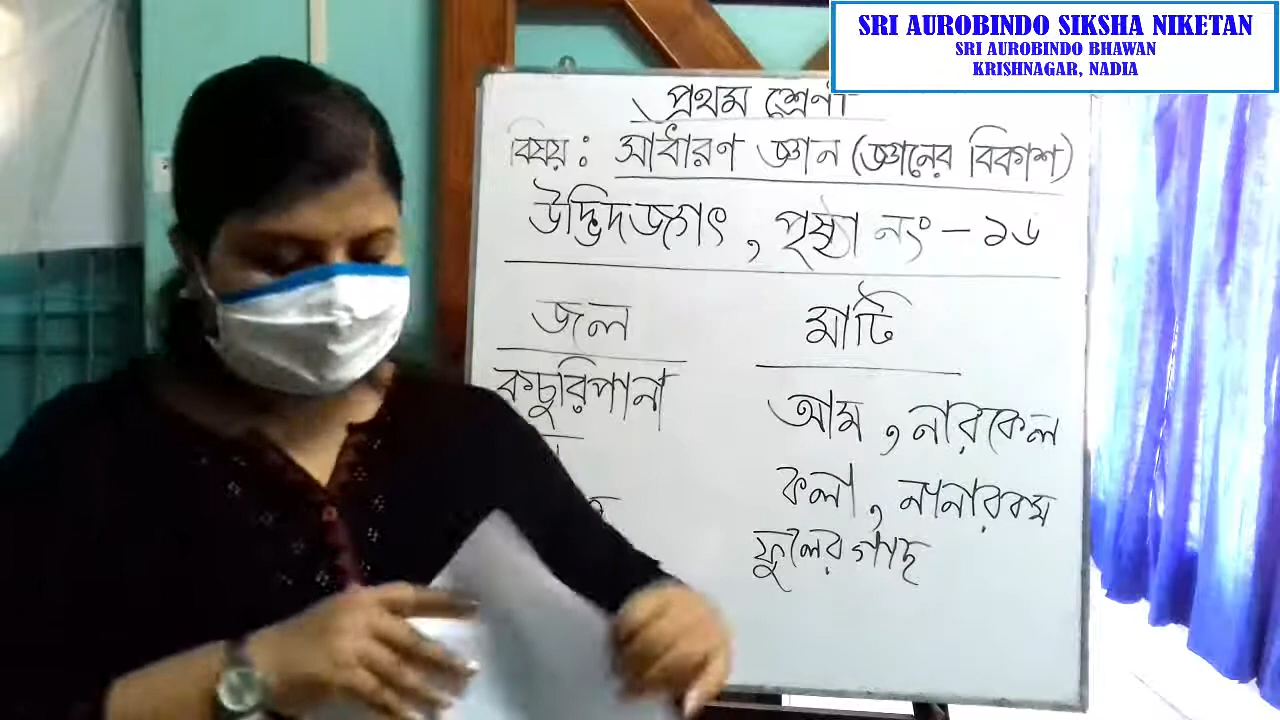 SRI AUROBINDO SIKSHA NIKETAN
SRI AUROBINDO BHAWAN
KRISHNAGAR, NADIA
প্রথম শ্রেণী
বিষয় : সাধারণ জ্ঞান (জ্ঞানের বিকাশ)
উদ্ভিদজগৎ , পৃষ্ঠা নং - ১৬
জল
কচুরিপানা
মাটি
আম , নারকেল
কলা , নানারকম
ফুলের গাছ